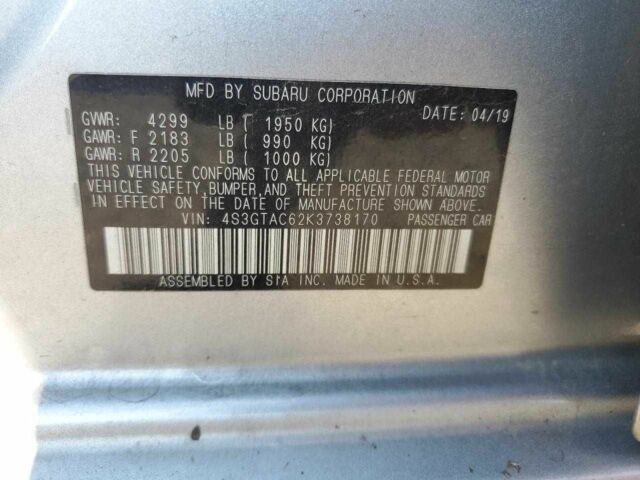 MFD BY SUBARU CORPORATION
DATE: 04/19
GVWR: 4299 LB ( 1950 KG)
GAWR: F 2183 LB ( 990 KG)
GAWR: R 2205 LB ( 1000 KG)
THIS VEHICLE CONFORMS TO ALL APPLICABLE FEDERAL MOTOR
VEHICLE SAFETY, BUMPER, AND THEFT PREVENTION STANDARDS
IN EFFECT ON THE DATE OF MANUFACTURE SHOWN ABOVE.
VIN: 4S3GTAC62K3738170 PASSENGER CAR
ASSEMBLED BY SIA INC. MADE IN U.S.A.